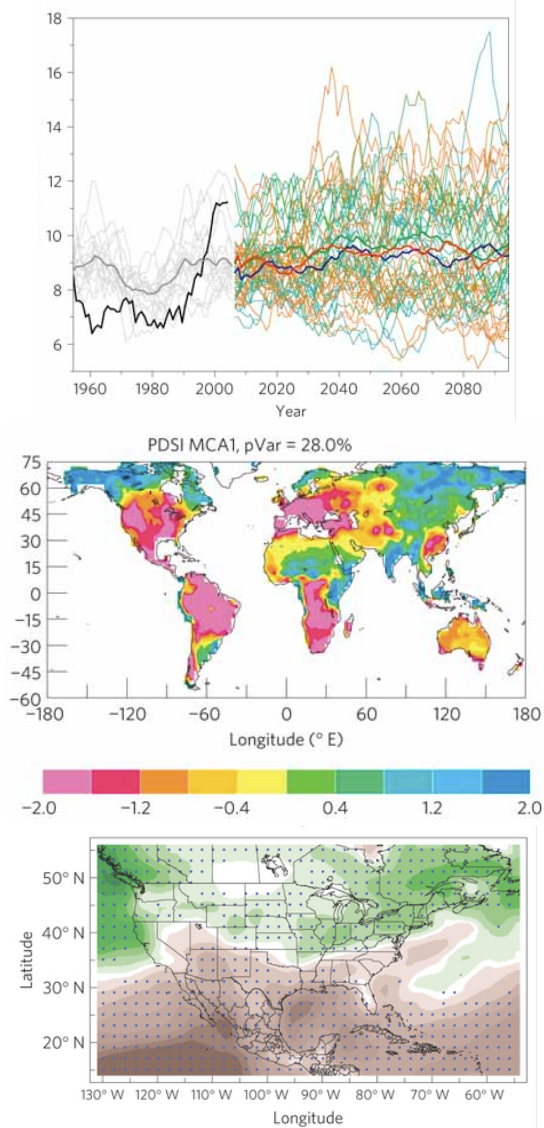 18
16
14
12
10
8
6
1960 1980 2000 2020 2040 2060 2080
Year
PDSI MCA1, pVar = 28.0%
75
60
45
30
15
0
−15
−30
−45
−60
−180 −120 −60 0 60 120 180
Longitude (° E)
−2.0 −1.2 −0.4 0.4 1.2 2.0
50° N
40° N
30° N
20° N
Latitude
130° W 120° W 110° W 100° W 90° W 80° W 70° W 60° W
Longitude